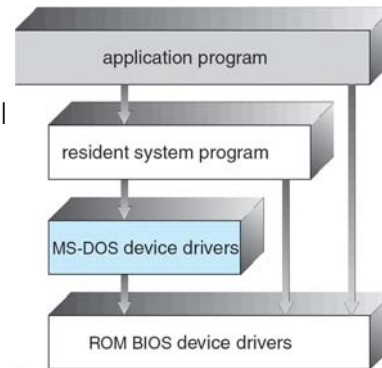 application program
resident system program
MS-DOS device drivers
ROM BIOS device drivers